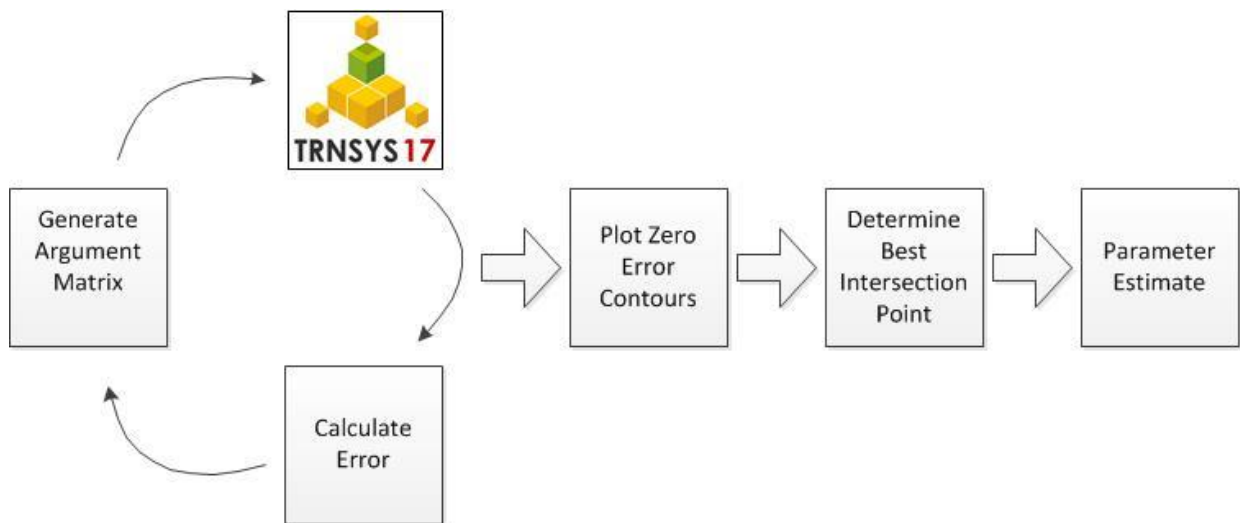 TRNSYS 17
Generate
Argument
Matrix
Calculate
Error
Plot Zero
Error
Contours
Determine
Best
Intersection
Point
Parameter
Estimate